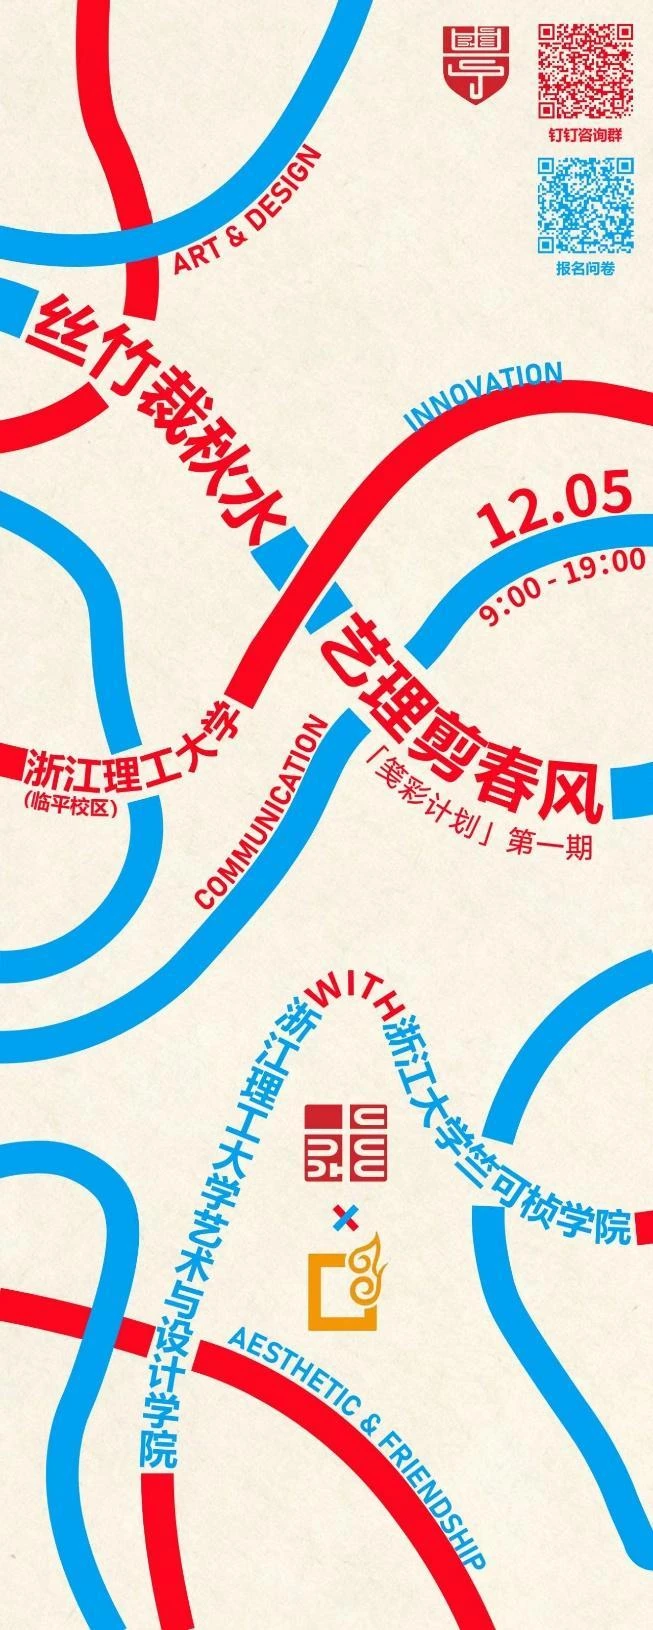 钉钉咨询群
报名问卷
ART & DESIGN
丝竹裁秋水
INNOVATION
12.05
9:00 - 19:00
艺理剪春风
「笺彩计划」第一期
浙江理工大学
(临平校区)
COMMUNICATION
WITH
浙江理工大学艺术与设计学院
浙江大学竺可桢学院
AESTHETIC & FRIENDSHIP